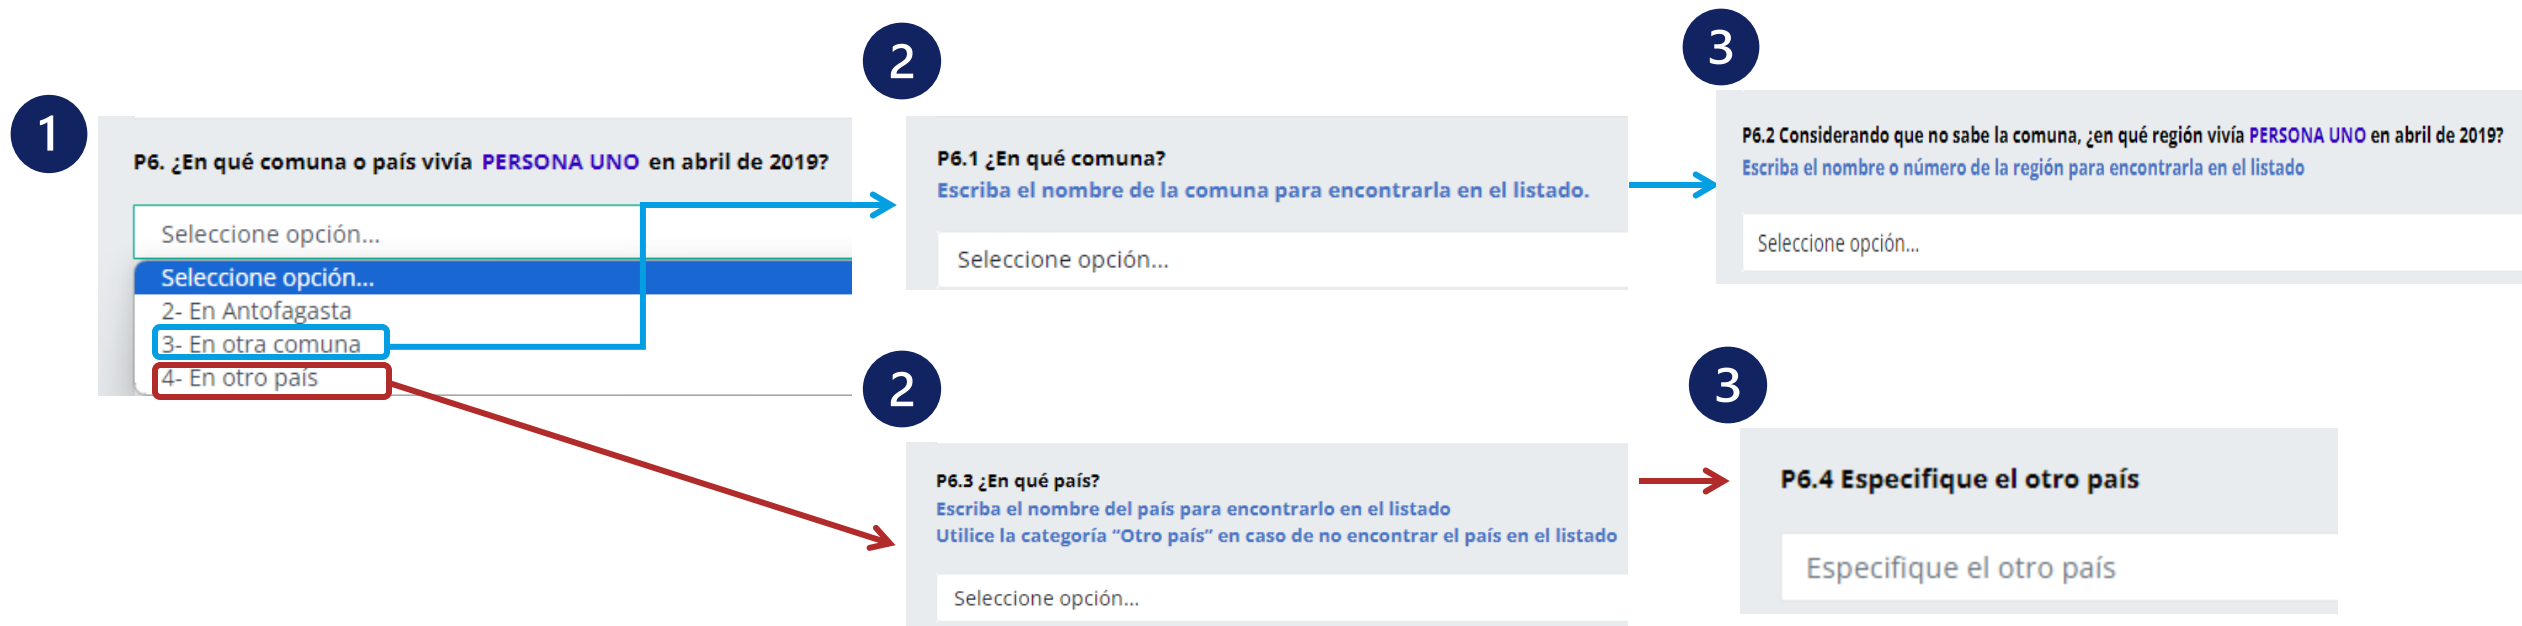 1
P6. ¿En qué comuna o país vivía PERSONA UNO en abril de 2019?
Seleccione opción...
Seleccione opción...
2- En Antofagasta
3- En otra comuna
4- En otro país
2
P6.1 ¿En qué comuna?
Escriba el nombre de la comuna para encontrarla en el listado.
Seleccione opción...
3
P6.2 Considerando que no sabe la comuna, ¿en qué región vivía PERSONA UNO en abril de 2019?
Escriba el nombre o número de la región para encontrarla en el listado
Seleccione opción...
2
P6.3 ¿En qué país?
Escriba el nombre del país para encontrarlo en el listado
Utilice la categoría “Otro país” en caso de no encontrar el país en el listado
Seleccione opción...
3
P6.4 Especifique el otro país
Especifique el otro país